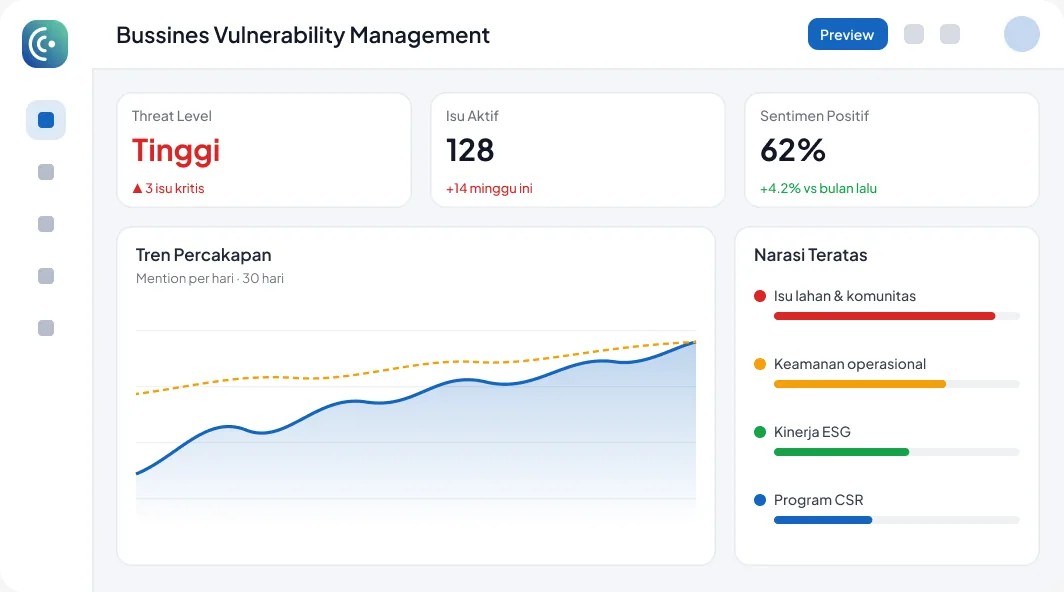 Bussines Vulnerability Management
Preview
Threat Level
Tinggi
▲ 3 isu kritis
Isu Aktif
128
+14 minggu ini
Sentimen Positif
62%
+4.2% vs bulan lalu
Tren Percakapan
Mention per hari · 30 hari
Narasi Teratas
Isu lahan & komunitas
Keamanan operasional
Kinerja ESG
Program CSR